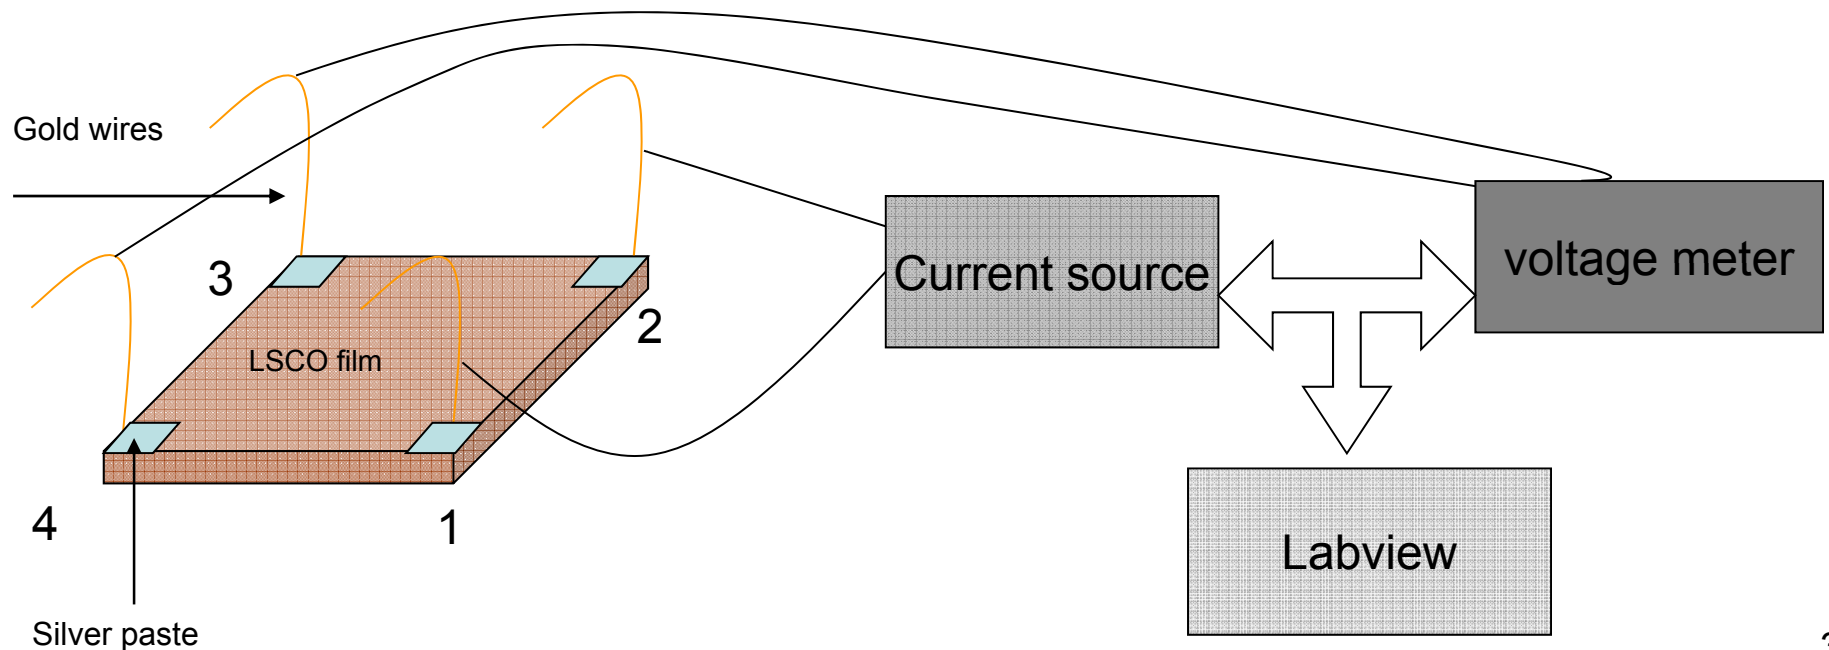 Gold wires
3
2
LSCO film
4
1
Silver paste
Current source
voltage meter
Labview